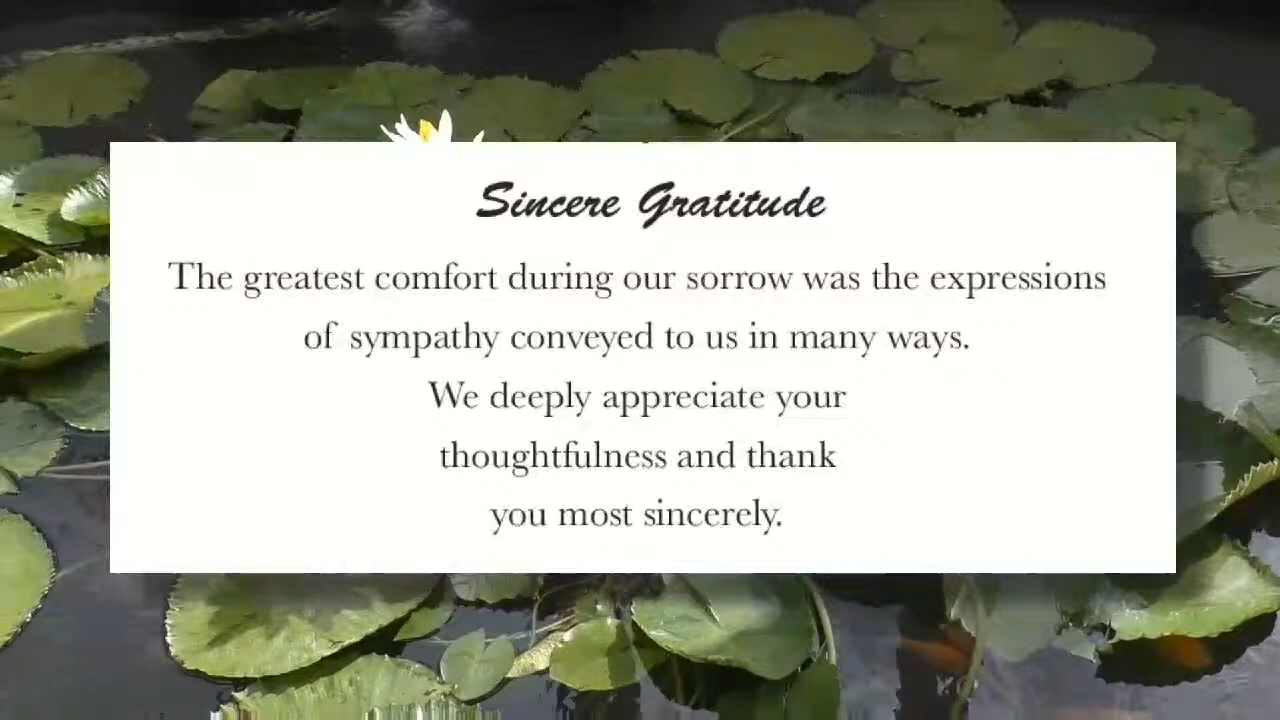 Sincere Gratitude
The greatest comfort during our sorrow was the expressions
of sympathy conveyed to us in many ways.
We deeply appreciate your
thoughtfulness and thank
you most sincerely.